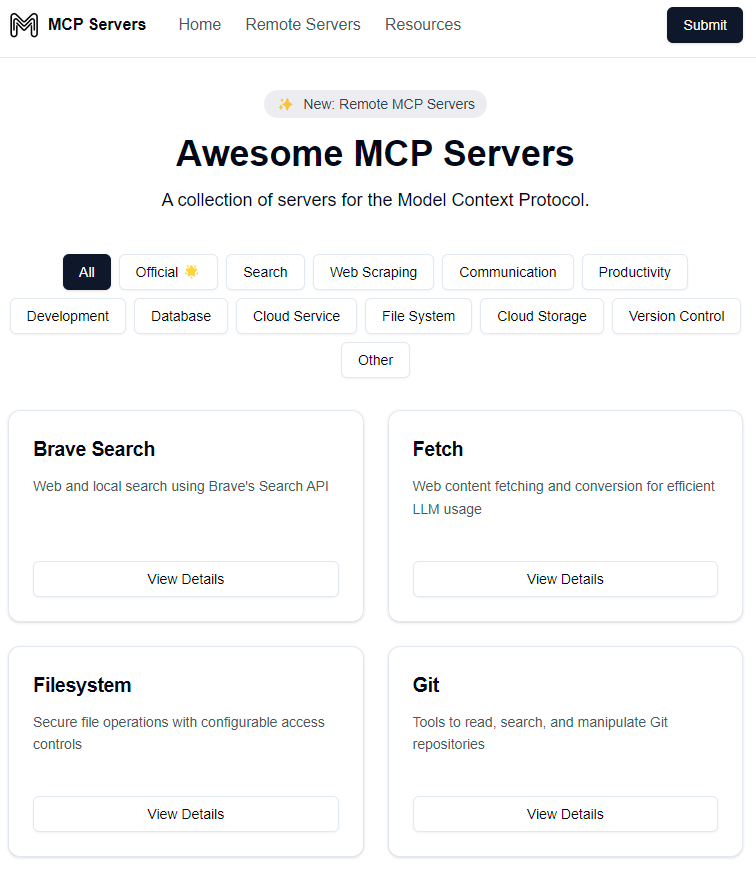 MCP Servers Home Remote Servers Resources Submit
✨ New: Remote MCP Servers
Awesome MCP Servers
A collection of servers for the Model Context Protocol.
All Official 🌟 Search Web Scraping Communication Productivity
Development Database Cloud Service File System Cloud Storage Version Control
Other
Brave Search
Web and local search using Brave's Search API
View Details
Fetch
Web content fetching and conversion for efficient
LLM usage
View Details
Filesystem
Secure file operations with configurable access
controls
View Details
Git
Tools to read, search, and manipulate Git
repositories
View Details